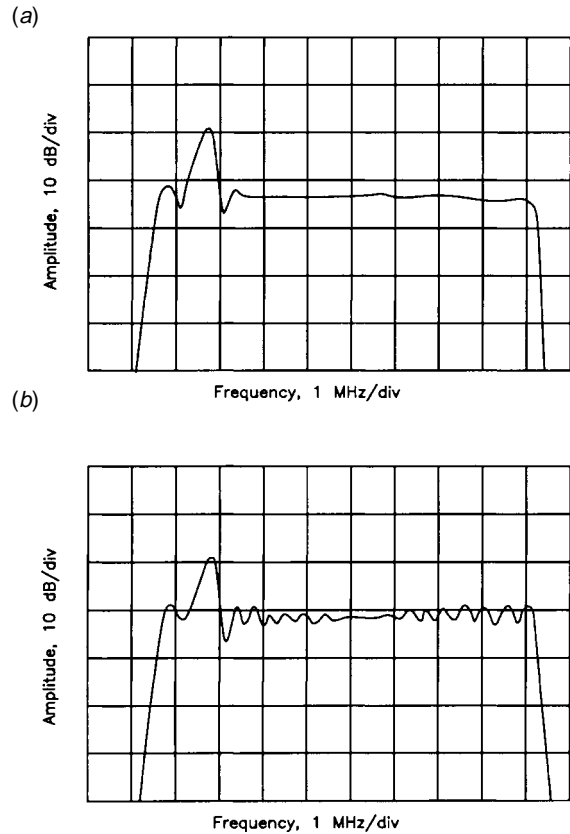 (a)
Amplitude, 10 dB/div
Frequency, 1 MHz/div
(b)
Amplitude, 10 dB/div
Frequency, 1 MHz/div